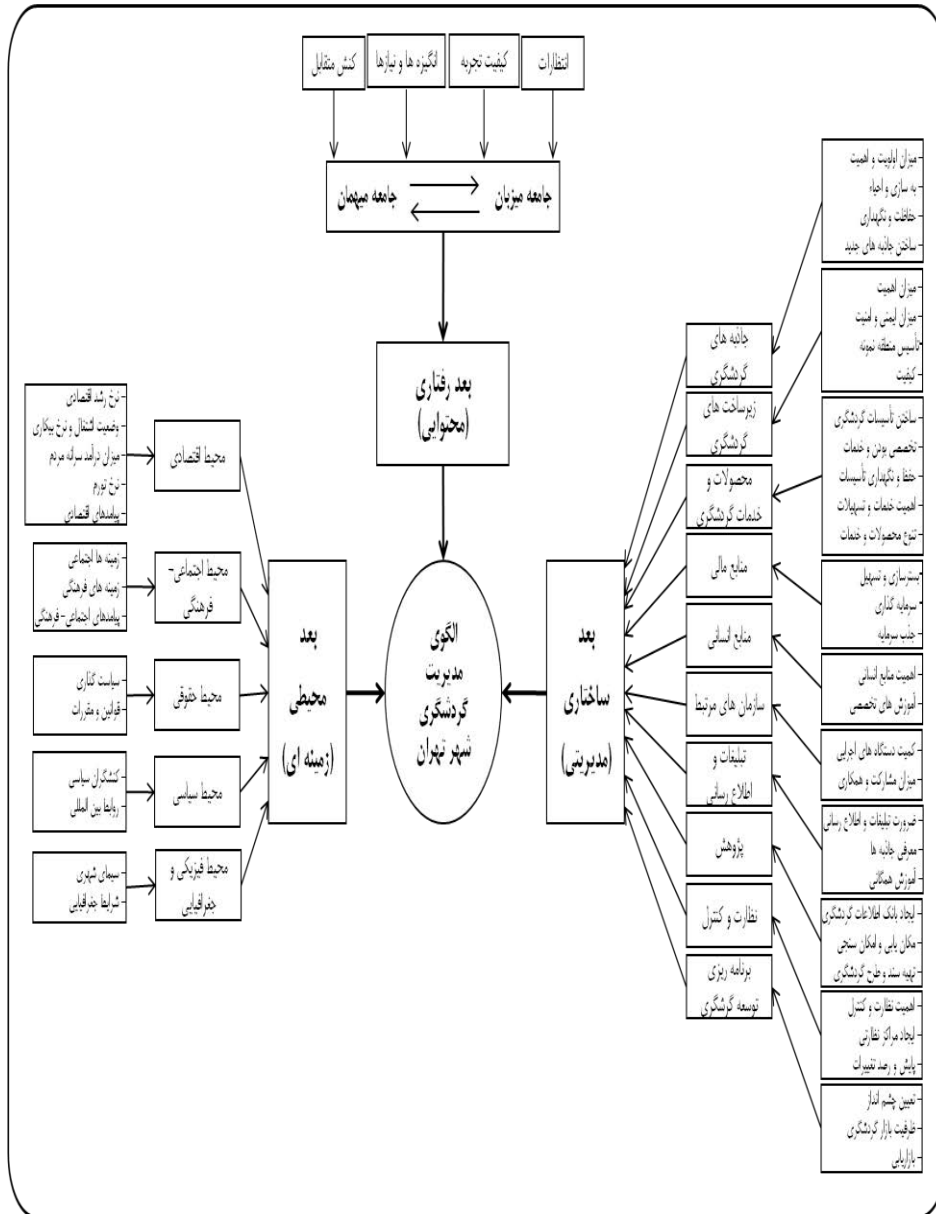 انتظارات
کیفیت تجربه
انگیزه ها و نیازها
کنش متقابل
جامعه میزبان
جامعه میهمان
بعد رفتاری
(محتوایی)
الگوی
مدیریت
گردشگری
شهر تهران
بعد
ساختاری
(مدیریتی)
جاذبه های
گردشگری
زیرساخت های
گردشگری
محصولات و
خدمات گردشگری
منابع مالی
منابع انسانی
سازمان های مرتبط
تبلیغات و
اطلاع رسانی
پژوهش
نظارت و کنترل
برنامه ریزی
توسعه گرشگری
- میزان اولویت و اهمیت
- به سازی و احیاء
- حفاظت و نگهداری
- ساختن جاذبه های جدید
- میزان اهمیت
- میزان ایمنی و امنیت
- تأسیس منطقه نمونه
- کیفیت
- ساختن تأسیسات گردشگری
- تخصصی بودن و خدمات
- حفظ و نگهداری تأسیسات
- اهمیت خدمات و تسهیلات
- تنوع محصولات و خدمات
- بسترسازی و تسهیل
- سرمایه گذاری
- جذب سرمایه
- اهمیت منابع انسانی
- آموزش های تخصصی
- کمیت دستگاه های اجرایی
- میزان مشارکت و همکاری
- ضرورت تبلیغات و اطلاع رسانی
- معرفی جاذبه ها
- آموزش همگانی
- ایجاد بانک اطلاعات گردشگری
- مکان یابی و امکان سنجی
- تهیه سند و طرح گردشگری
- اهمیت نظارت و کنترل
- ایجاد مراکز نظارتی
- پایش و رصد تغییرات
- تعیین چشم انداز
- ظرفیت بازار گردشگری
- بازاریابی
بعد
محیطی
(زمینه ای)
محیط اقتصادی
محیط اجتماعی-
فرهنگی
محیط حقوقی
محیط سیاسی
محیط فیزیکی و
جغرافیایی
- نرخ رشد اقتصادی
- وضعیت اشتغال و نرخ بیکاری
- میزان درآمد سرانه مردم
- نرخ تورم
- پیامدهای اقتصادی
- زمینه ها اجتماعی
- زمینه های فرهنگی
- پیامدهای اجتماعی- فرهنگی
- سیاست گذاری
- قوانین و مقررات
- کنشگران سیاسی
- روابط بین المللی
- سیمای شهری
- شرایط جغرافیایی